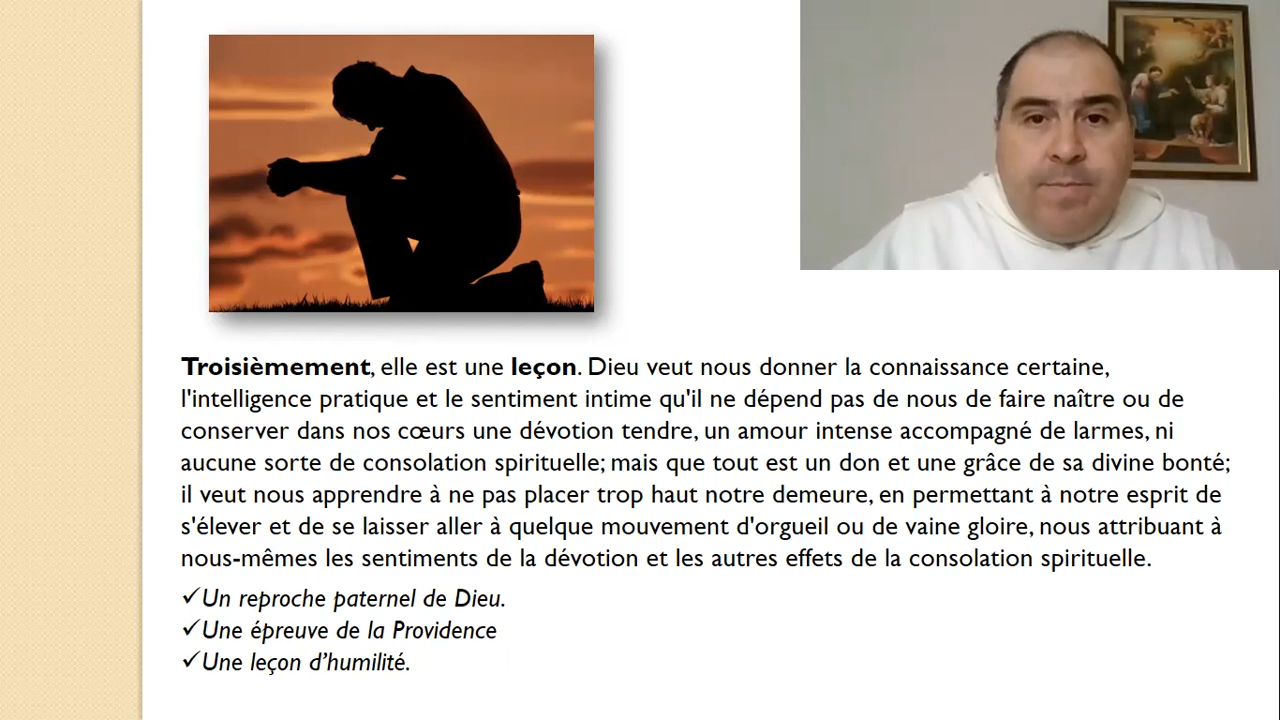 Troisièmement, elle est une leçon. Dieu veut nous donner la connaissance certaine,
l'intelligence pratique et le sentiment intime qu'il ne dépend pas de nous de faire naître ou de
conserver dans nos cœurs une dévotion tendre, un amour intense accompagné de larmes, ni
aucune sorte de consolation spirituelle; mais que tout est un don et une grâce de sa divine bonté;
il veut nous apprendre à ne pas placer trop haut notre demeure, en permettant à notre esprit de
s'élever et de se laisser aller à quelque mouvement d'orgueil ou de vaine gloire, nous attribuant à
nous-mêmes les sentiments de la dévotion et les autres effets de la consolation spirituelle.
✓Un reproche paternel de Dieu.
✓Une épreuve de la Providence
✓Une leçon d’humilité.